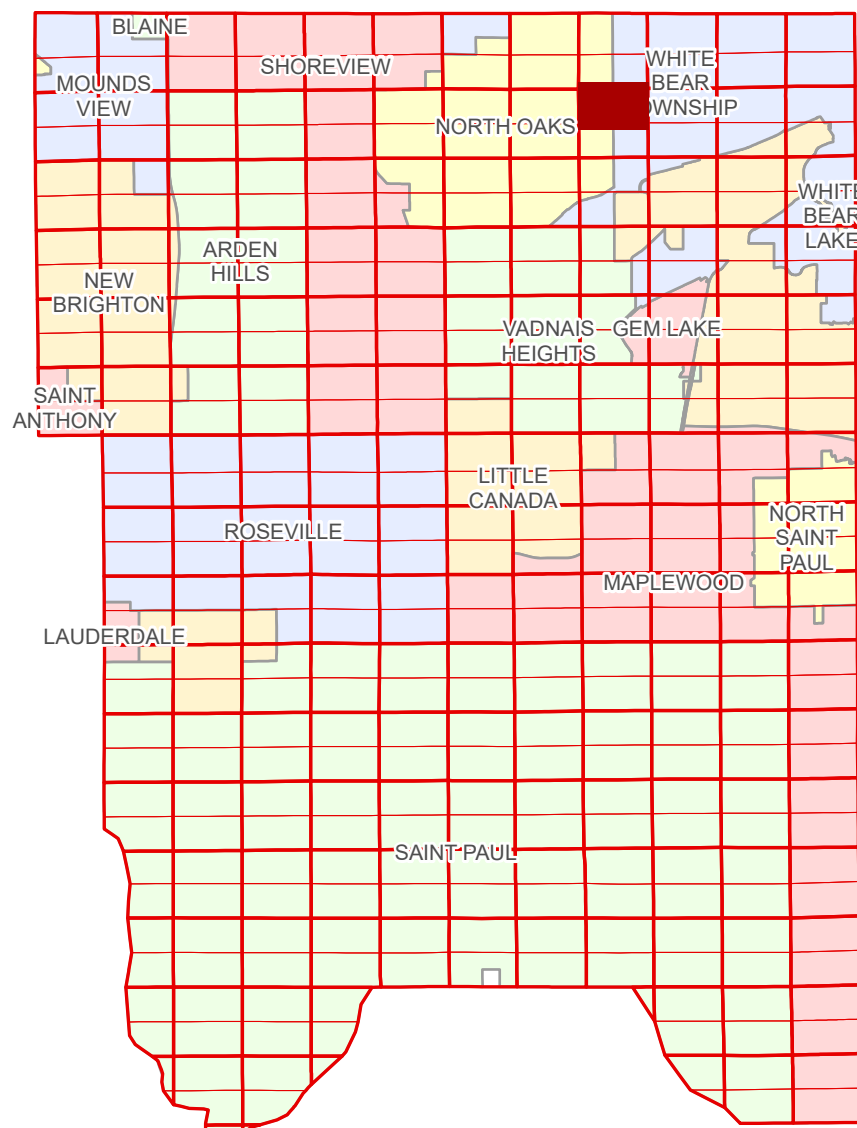 BLAINE
SHOREVIEW
WHITE
BEAR
OWNSHIP
MOUNDS
VIEW
NORTH OAKS
WHITE
BEAR
LAKE
ARDEN
HILLS
NEW
BRIGHTON
VADNAIS
HEIGHTS
GEM LAKE
SAINT
ANTHONY
LITTLE
CANADA
NORTH
SAINT
PAUL
ROSEVILLE
MAPLEWOOD
LAUDERDALE
SAINT PAUL